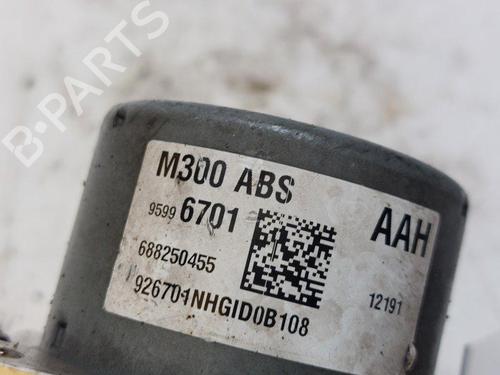 B-PARTS
M300 ABS
9599 6701
AAH
688250455
12191
926701NHGID0B108